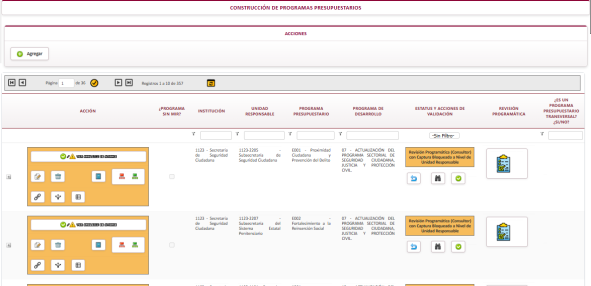 CONSTRUCCIÓN DE PROGRAMAS PRESUPUESTARIOS
ACCIONES
Agregar
Página 1 de 36
Registros 1 a 10 de 357
ACCIÓN
¿PROGRAMA
SIN MIR?
INSTITUCIÓN
UNIDAD
RESPONSABLE
PROGRAMA
PRESUPUESTARIO
PROGRAMA DE
DESARROLLO
ESTATUS Y ACCIONES DE
VALIDACIÓN
REVISIÓN
PROGRAMÁTICA
¿ES UN
PROGRAMA
PRESUPUESTARIO
TRANSVERSAL?
¿SI/NO?
-Sin Filtro-
1123 - Secretaría
de Seguridad
Ciudadana
1123-2205 -
Subsecretaría de
Seguridad Ciudadana
E001 - Proximidad
Ciudadana y
Prevención del Delito
07 - ACTUALIZACIÓN DEL
PROGRAMA SECTORIAL DE
SEGURIDAD CIUDADANA,
JUSTICIA Y PROTECCIÓN
CIVIL.
Revisión Programática (Consultor)
con Captura Bloqueada a Nivel de
Unidad Responsable
1123 - Secretaría
de Seguridad
Ciudadana
1123-2207 -
Subsecretaría del
Sistema Estatal
Penitenciario
E002 -
Fortalecimiento a la
Reinserción Social
07 - ACTUALIZACIÓN DEL
PROGRAMA SECTORIAL DE
SEGURIDAD CIUDADANA,
JUSTICIA Y PROTECCIÓN
CIVIL.
Revisión Programática (Consultor)
con Captura Bloqueada a Nivel de
Unidad Responsable